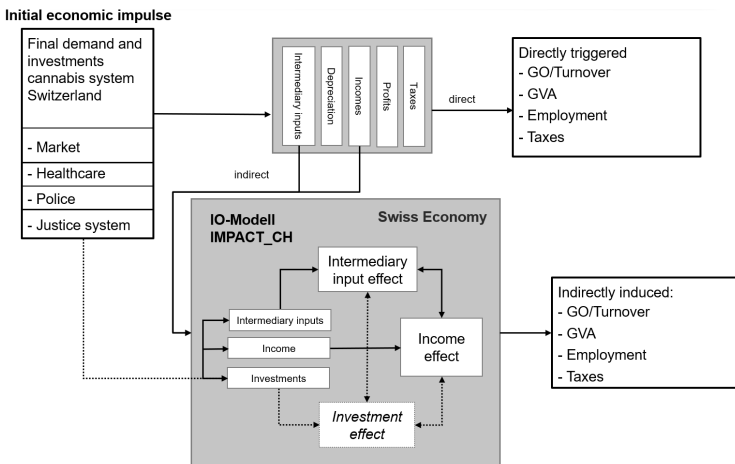 Initial economic impulse
Final demand and
investments
cannabis system
Switzerland
- Market
- Healthcare
- Police
- Justice system
Intermediary inputs
Depreciation
Incomes
Profits
Taxes
direct
Directly triggered
- GO/Turnover
- GVA
- Employment
- Taxes
indirect
IO-Modell
IMPACT_CH
Swiss Economy
Intermediary
input effect
Intermediary inputs
Income
Investments
Income
effect
Investment
effect
Indirectly induced:
- GO/Turnover
- GVA
- Employment
- Taxes